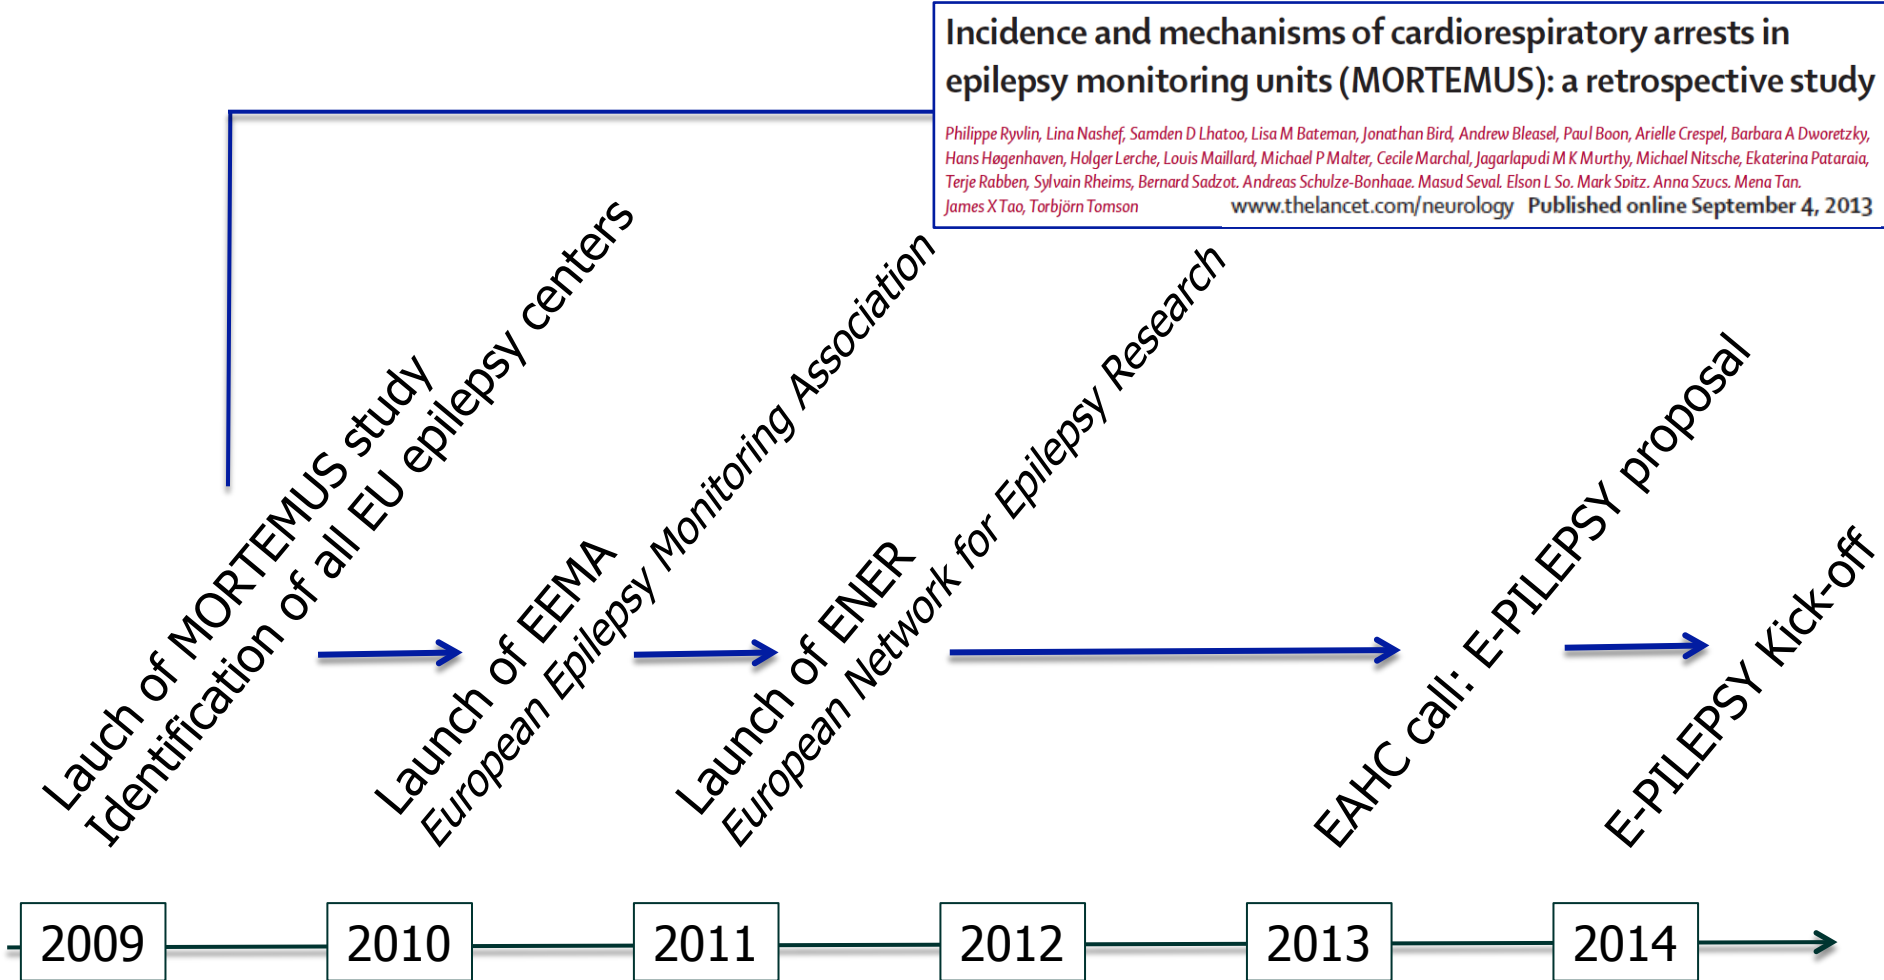 Incidence and mechanisms of cardiorespiratory arrests in
epilepsy monitoring units (MORTEMUS): a retrospective study
Philippe Ryvlin, Lina Nashef, Samden D Lhatoo, Lisa M Bateman, Jonathan Bird, Andrew Bleasel, Paul Boon, Arielle Crespel, Barbara A Dworetzky,
Hans Høgenhaven, Holger Lerche, Louis Maillard, Michael P Malter, Cecile Marchal, Jagarlapudi M K Murthy, Michael Nitsche, Ekaterina Pataraia,
Terje Rabben, Sylvain Rheims, Bernard Sadzot, Andreas Schulze-Bonhage, Masud Seyal, Elson L So, Mark Spitz, Anna Szucs, Meng Tan,
James X Tao, Torbjörn Tomson
www.thelancet.com/neurology Published online September 4, 2013
Lauch of MORTEMUS study
Identification of all EU epilepsy centers
Launch of EEMA
European Epilepsy Monitoring Association
Launch of ENER
European Network for Epilepsy Research
EAHC call: E-PILEPSY proposal
E-PILEPSY Kick-off
2009
2010
2011
2012
2013
2014